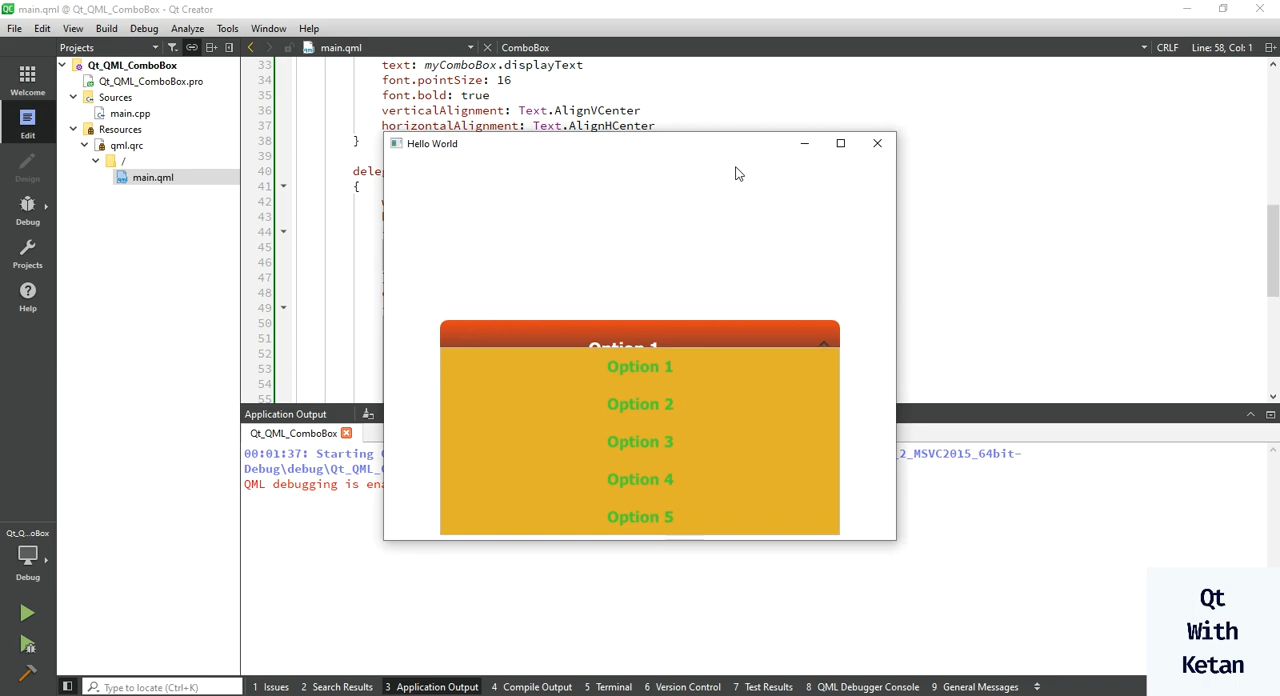 main.qml @ Qt_QML_ComboBox - Qt Creator
File Edit View Build Debug Analyze Tools Window Help
Projects
main.qml
ComboBox
CRLF
Line: 58, Col: 1
Welcome
Edit
Design
Debug
Projects
Help
Qt_QML_ComboBox
Qt_QML_ComboBox.pro
Sources
main.cpp
Resources
qml.qrc
/
main.qml
33 text: myComboBox.displayText
34 font.pointSize: 16
35 font.bold: true
36 verticalAlignment: Text.AlignVCenter
37 horizontalAlignment: Text.AlignHCenter
38 }
39
40 deleg
41 {
42
43
44
45
46
47
48
49
50
51
52
53
54
55
Hello World
Option 1
Option 1
Option 2
Option 3
Option 4
Option 5
Application Output
Qt_QML_ComboBox
00:01:37: Starting _2_MSVC2015_64bit-
Debug\debug\Qt_QML_
QML debugging is ena
Qt_Q...oBox
Debug
Type to locate (Ctrl+K)
1 Issues 2 Search Results 3 Application Output 4 Compile Output 5 Terminal 6 Version Control 7 Test Results 8 QML Debugger Console 9 General Messages
Qt
With
Ketan